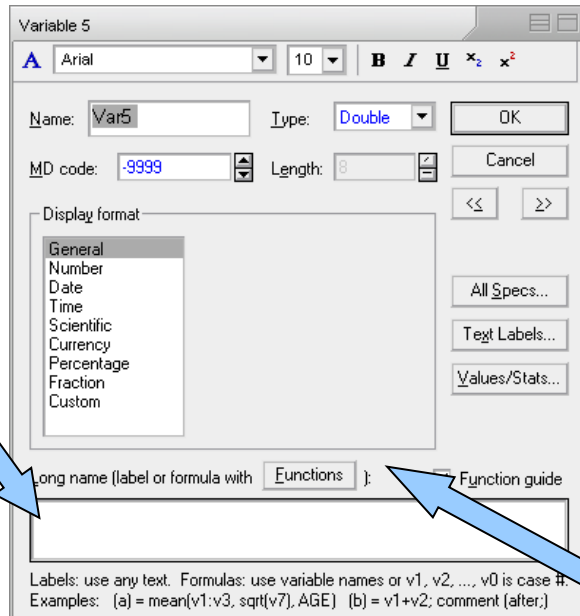 Variable 5
A Arial 10 B I U x₂ x²
Name: Var5 Type: Double OK
MD code: -9999 Length: 8 Cancel
<< >>
Display format
General
Number
Date
Time
Scientific
Currency
Percentage
Fraction
Custom
All Specs...
Text Labels...
Values/Stats...
Long name (label or formula with Functions ): Function guide
Labels: use any text. Formulas: use variable names or v1, v2, ..., v0 is case #.
Examples: (a) = mean(v1:v3, sqrt(v7), AGE) (b) = v1+v2; comment (after;)